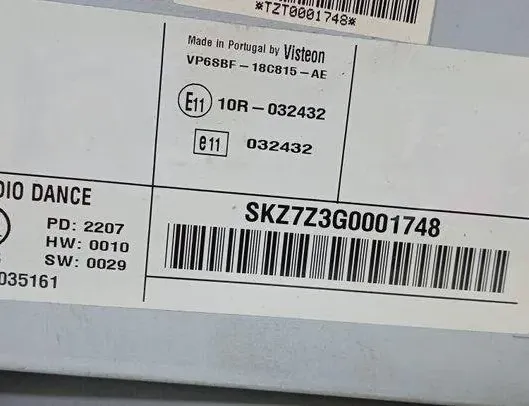 *TZT0001748*
Made in Portugal by Visteon
VP6SBF-18C815-AE
E11 10R-032432
e11 032432
DIO DANCE
PD: 2207
HW: 0010
SW: 0029
035161
SKZ7Z3G0001748